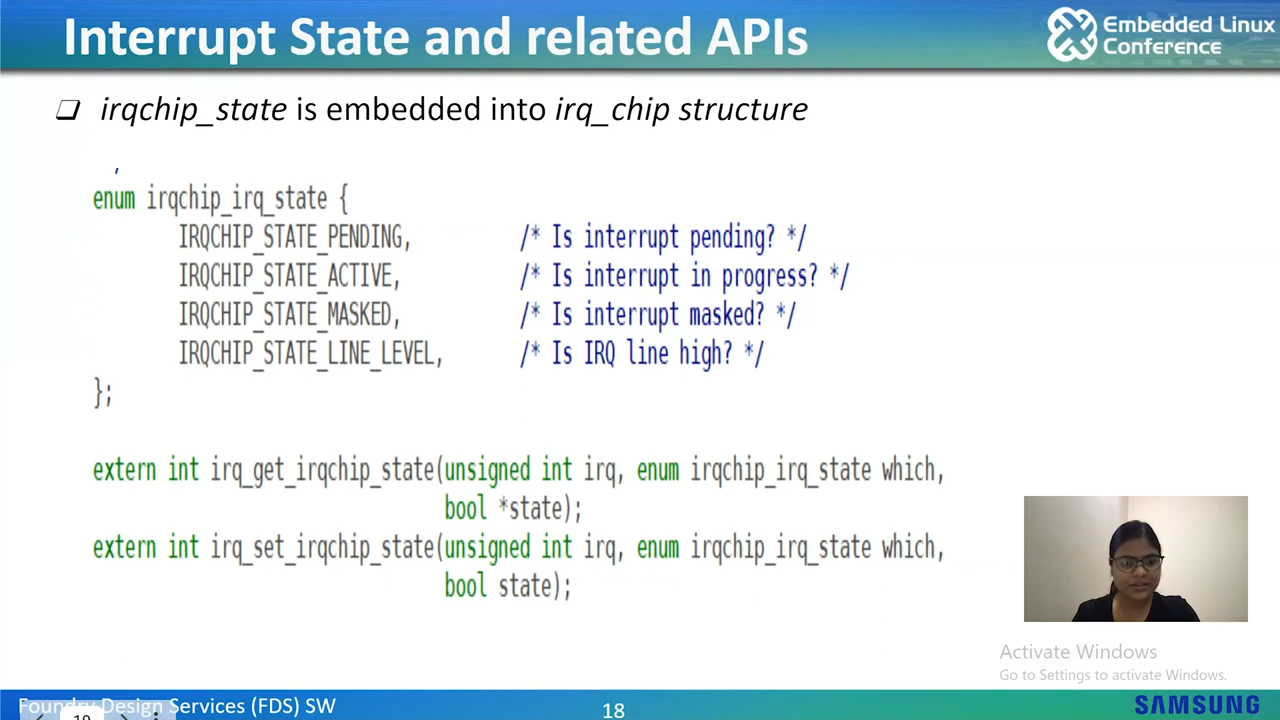 Interrupt State and related APIs
Embedded Linux
Conference
❑ irqchip_state is embedded into irq_chip structure
enum irqchip_irq_state {
IRQCHIP_STATE_PENDING, /* Is interrupt pending? */
IRQCHIP_STATE_ACTIVE, /* Is interrupt in progress? */
IRQCHIP_STATE_MASKED, /* Is interrupt masked? */
IRQCHIP_STATE_LINE_LEVEL, /* Is IRQ line high? */
};
extern int irq_get_irqchip_state(unsigned int irq, enum irqchip_irq_state which,
bool *state);
extern int irq_set_irqchip_state(unsigned int irq, enum irqchip_irq_state which,
bool state);
Activate Windows
Go to Settings to activate Windows.
Foundry Design Services (FDS) SW
18
SAMSUNG